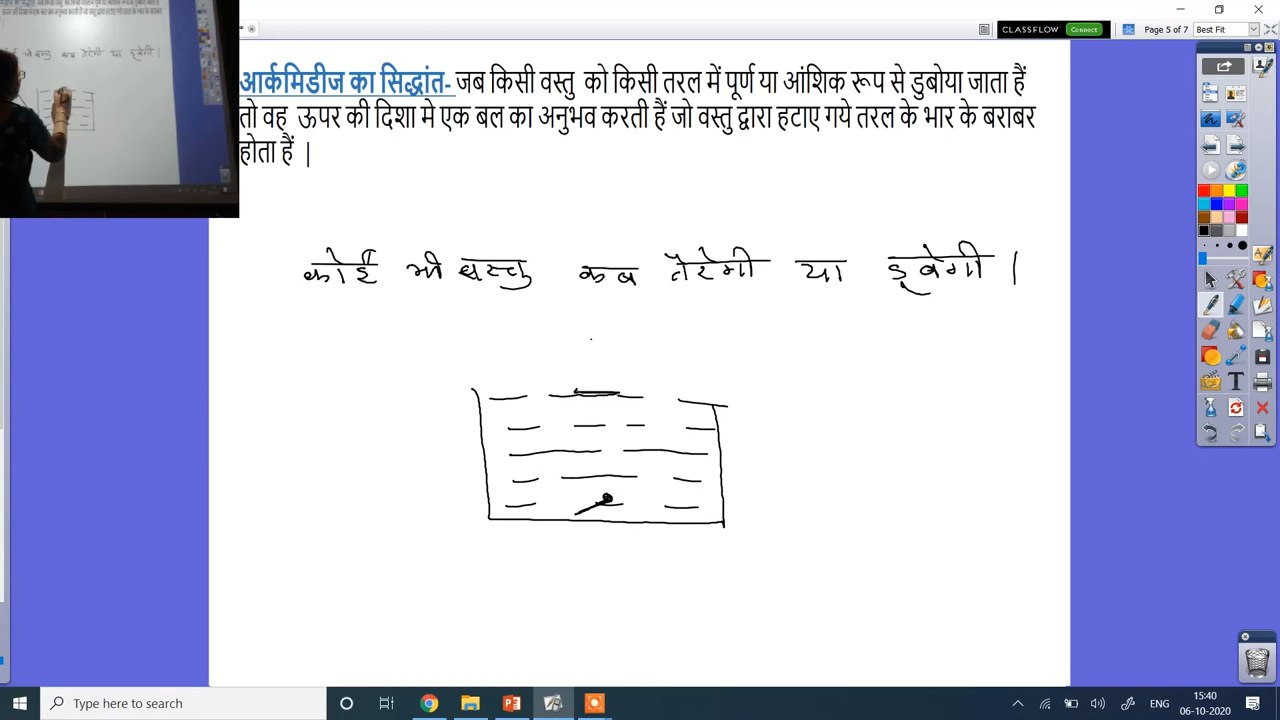 CLASSFLOW Connect
Page 5 of 7
Best Fit
आर्कमिडीज का सिद्धांत- जब किसी वस्तु को किसी तरल में पूर्ण या आंशिक रूप से डुबोया जाता हैं
तो वह ऊपर की दिशा मे एक बल का अनुभव करती हैं जो वस्तु द्वारा हटाए गये तरल के भार के बराबर
होता हैं |
कोई भी वस्तु कब तैरेगी या डूबेगी |
Type here to search
ENG
15:40
06-10-2020